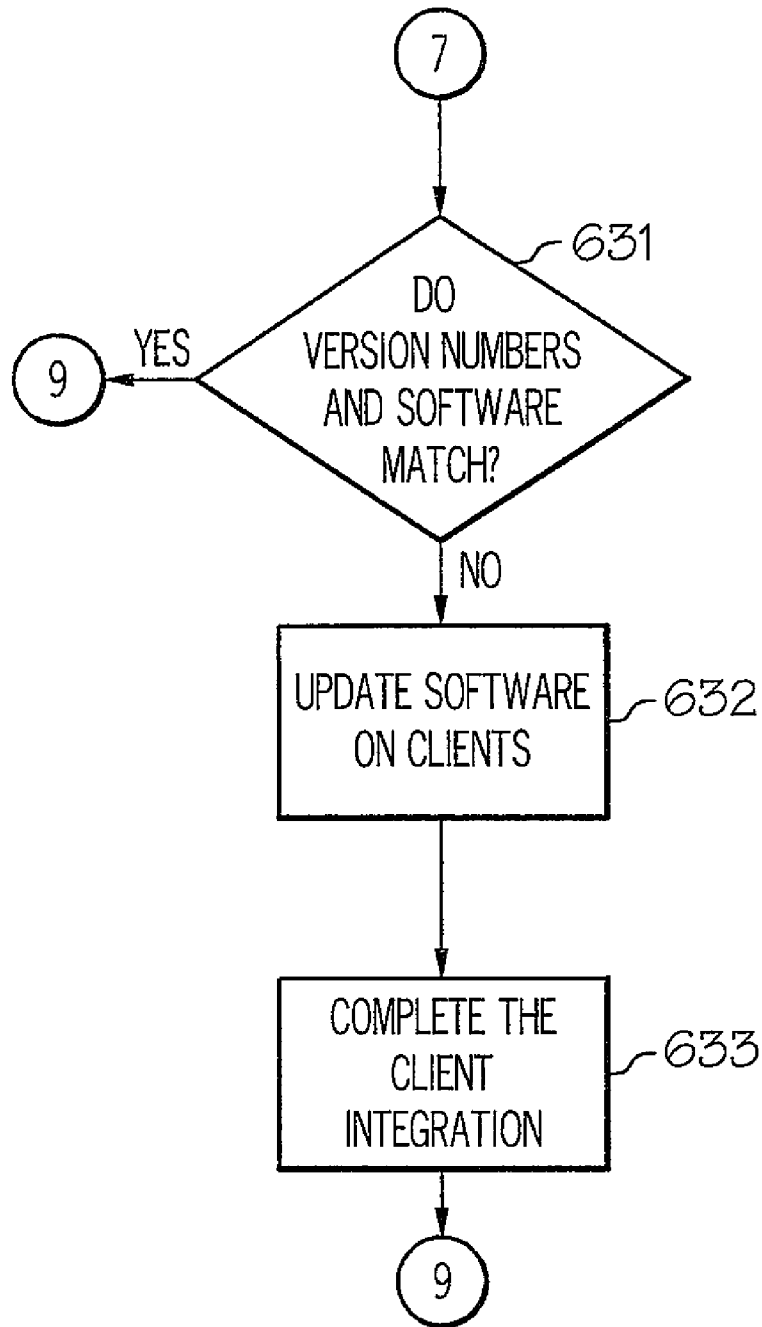 7
631
DO
VERSION NUMBERS
AND SOFTWARE
MATCH?
YES
9
NO
UPDATE SOFTWARE
ON CLIENTS
632
COMPLETE THE
CLIENT
INTEGRATION
633
9